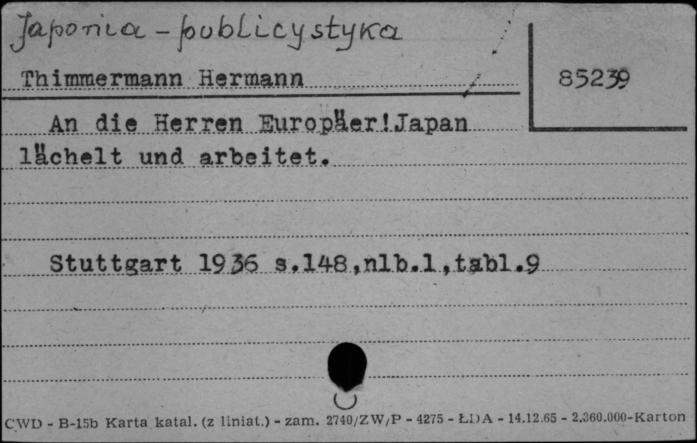 Japonia - publicystyka
Thimmermann Hermann
85239
An die Herren Europäer!Japan
lächelt und arbeitet.
Stuttgart 1936 s.148,nlb.1,tabl.9
CWD - B-15b Karta katal. (z liniat.) - zam. 2740/ZW/P - 4275 - ŁDA - 14.12.65 - 2.360.000-Karton